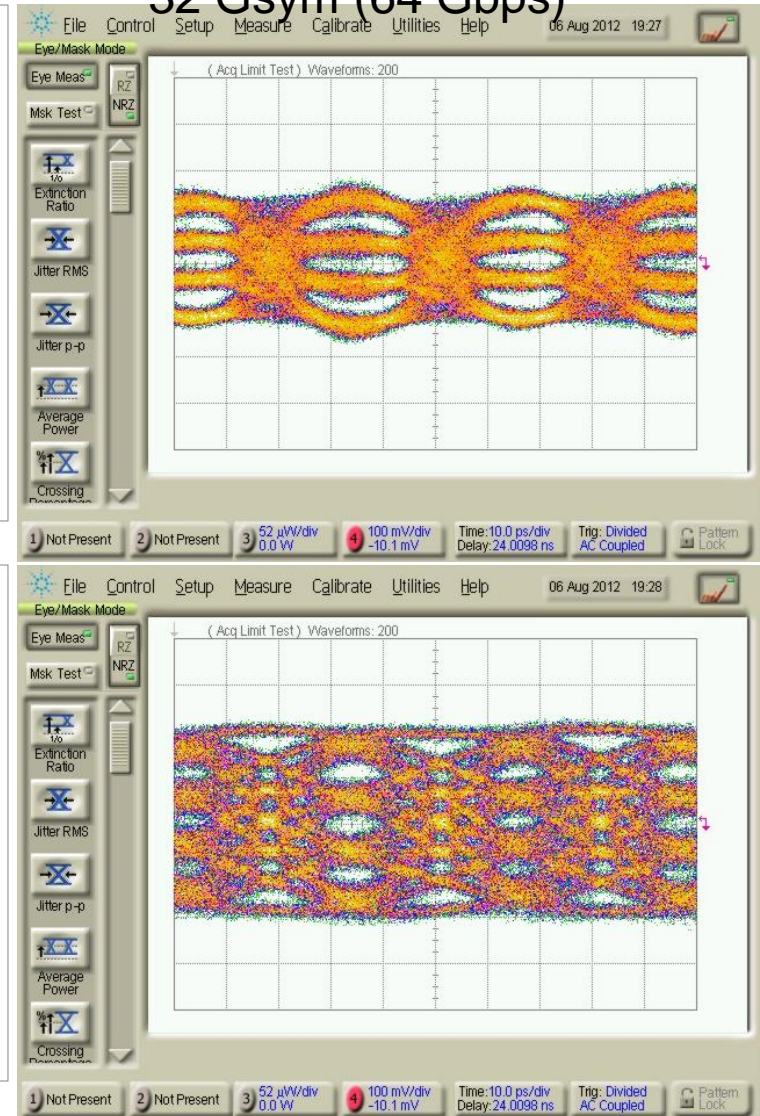 32 Gsym (64 Gbps)
File Control Setup Measure Calibrate Utilities Help 06 Aug 2012 19:27
Eye/Mask Mode
Eye Meas
RZ
NRZ
Msk Test
( Acq Limit Test ) Waveforms: 200
1/0
Extinction
Ratio
Jitter RMS
Jitter p-p
Average
Power
%
Crossing
Percentage
1 Not Present 2 Not Present 3 52 µW/div 4 100 mV/div Time:10.0 ps/div Trig: Divided Pattern
0.0 W -10.1 mV Delay:24.0098 ns AC Coupled Lock
File Control Setup Measure Calibrate Utilities Help 06 Aug 2012 19:28
Eye/Mask Mode
Eye Meas
RZ
NRZ
Msk Test
( Acq Limit Test ) Waveforms: 200
1/0
Extinction
Ratio
Jitter RMS
Jitter p-p
Average
Power
%
Crossing
Percentage
1 Not Present 2 Not Present 3 52 µW/div 4 100 mV/div Time:10.0 ps/div Trig: Divided Pattern
0.0 W -10.1 mV Delay:24.0098 ns AC Coupled Lock